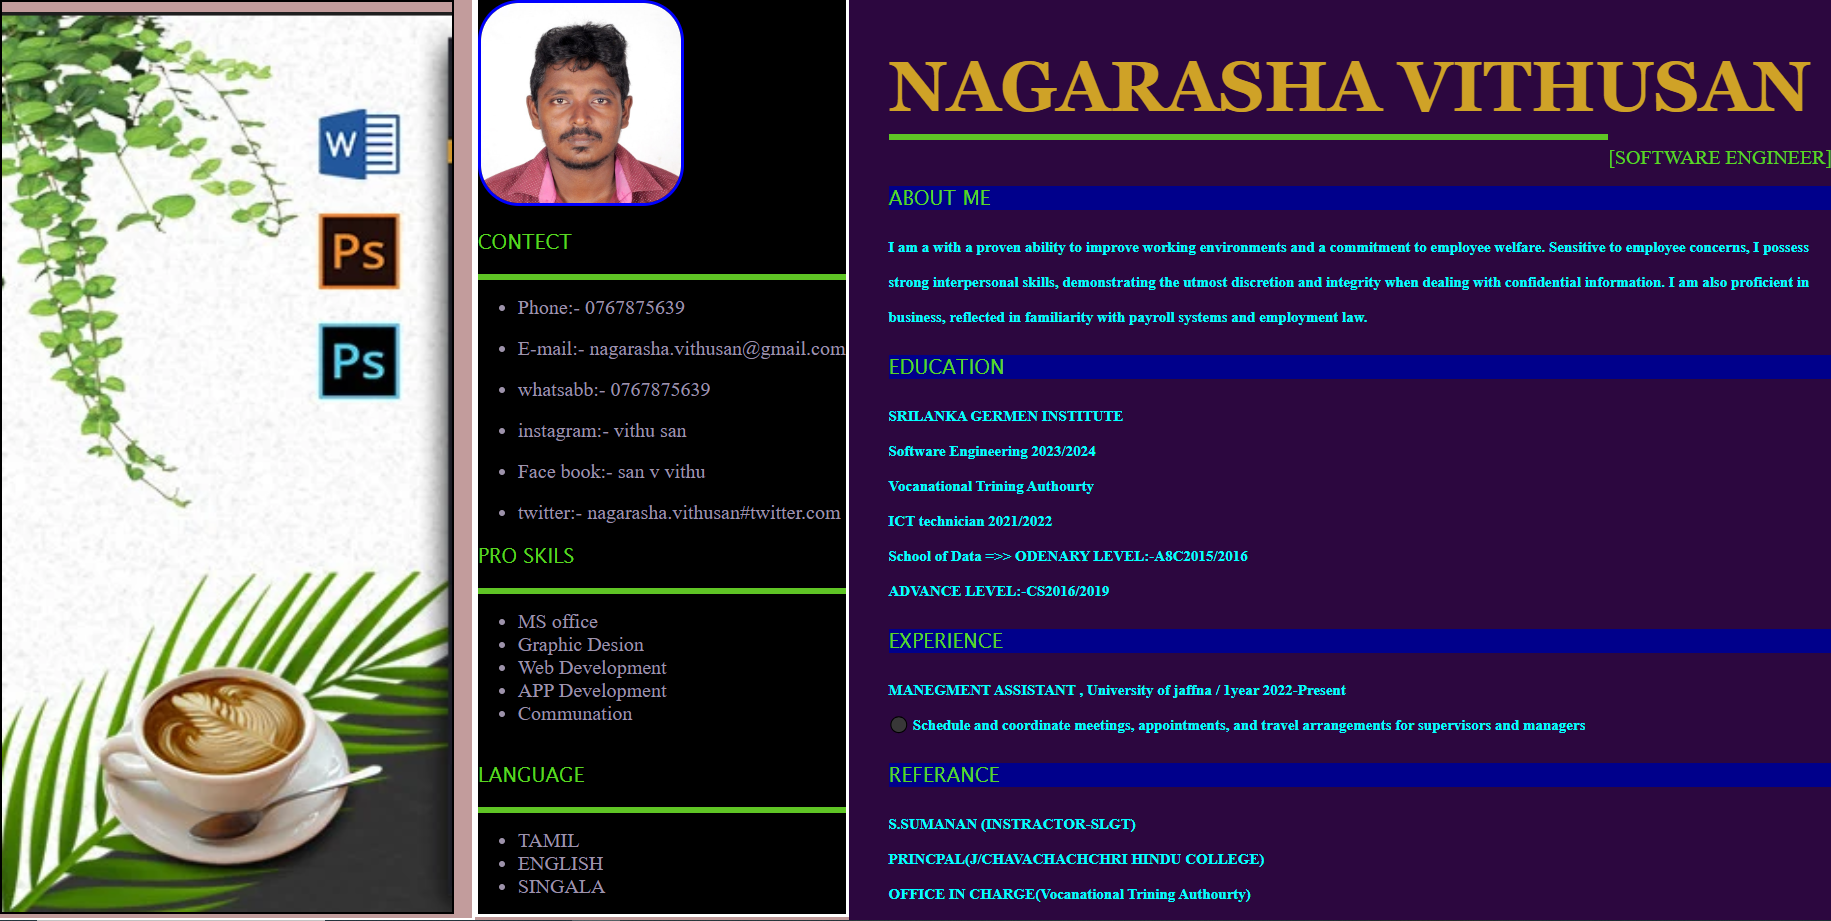 W
Ps
Ps
CONTECT
Phone:- 0767875639
E-mail:- nagarasha.vithusan@gmail.com
whatsabb:- 0767875639
instagram:- vithu san
Face book:- san v vithu
twitter:- nagarasha.vithusan#twitter.com
PRO SKILS
MS office
Graphic Desion
Web Development
APP Development
Communation
LANGUAGE
TAMIL
ENGLISH
SINGALA
NAGARASHA VITHUSAN
[SOFTWARE ENGINEER]
ABOUT ME
I am a with a proven ability to improve working environments and a commitment to employee welfare. Sensitive to employee concerns, I possess
strong interpersonal skills, demonstrating the utmost discretion and integrity when dealing with confidential information. I am also proficient in
business, reflected in familiarity with payroll systems and employment law.
EDUCATION
SRILANKA GERMEN INSTITUTE
Software Engineering 2023/2024
Vocanational Trining Authourty
ICT technician 2021/2022
School of Data =>> ODENARY LEVEL:-A8C2015/2016
ADVANCE LEVEL:-CS2016/2019
EXPERIENCE
MANEGMENT ASSISTANT , University of jaffna / 1year 2022-Present
Schedule and coordinate meetings, appointments, and travel arrangements for supervisors and managers
REFERANCE
S.SUMANAN (INSTRACTOR-SLGT)
PRINCPAL(J/CHAVACHACHCHRI HINDU COLLEGE)
OFFICE IN CHARGE(Vocanational Trining Authourty)